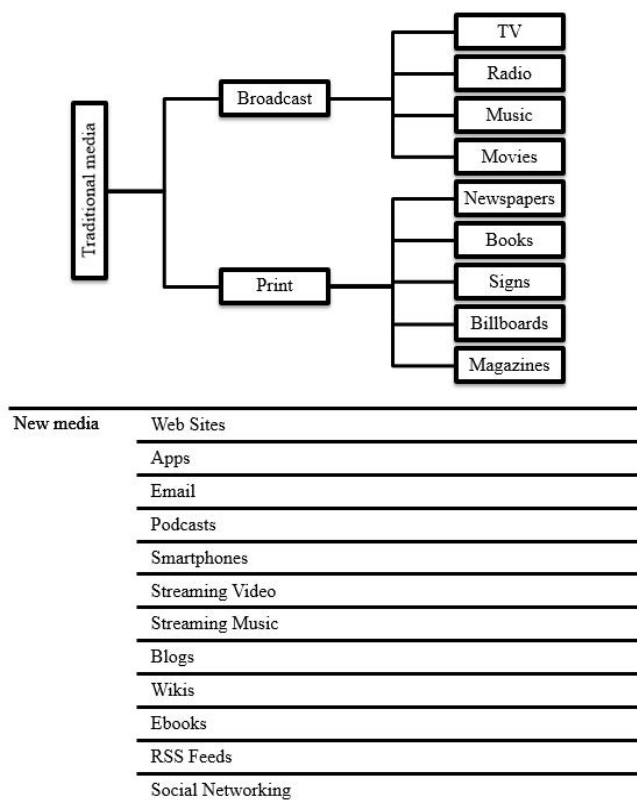 Traditional media
Broadcast
TV
Radio
Music
Movies
Print
Newspapers
Books
Signs
Billboards
Magazines
New media
Web Sites
Apps
Email
Podcasts
Smartphones
Streaming Video
Streaming Music
Blogs
Wikis
Ebooks
RSS Feeds
Social Networking